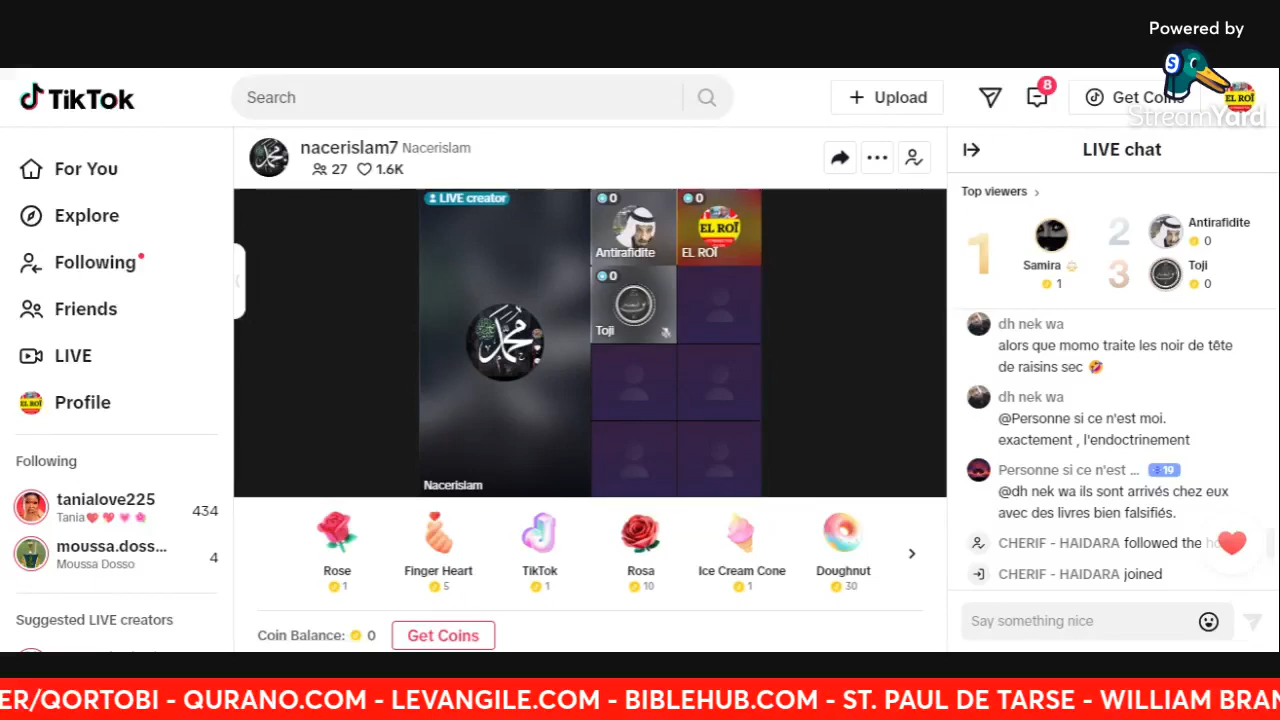 Powered by
StreamYard
TikTok
Search
Upload
8
Get Coins
EL ROÏ
For You
Explore
Following
Friends
LIVE
Profile
Following
tanialove225
Tania
434
moussa.doss...
Moussa Dosso
4
Suggested LIVE creators
nacerislam7 Nacerislam
27 1.6K
LIVE creator
Nacerislam
0
Antirafidite
0
EL ROÏ
EL ROÏ
0
Toji
محمد
Rose
1
Finger Heart
5
TikTok
1
Rosa
10
Ice Cream Cone
1
Doughnut
30
Coin Balance: 0
Get Coins
LIVE chat
Top viewers
1
Samira
1
2
Antirafidite
0
3
Toji
0
dh nek wa
alors que momo traite les noir de tête
de raisins sec 🤣
dh nek wa
@Personne si ce n'est moi.
exactement , l'endoctrinement
Personne si ce n'est ... 19
@dh nek wa ils sont arrivés chez eux
avec des livres bien falsifiés.
CHERIF - HAIDARA followed the
CHERIF - HAIDARA joined
Say something nice
ER/QORTOBI - QURANO.COM - LEVANGILE.COM - BIBLEHUB.COM - ST. PAUL DE TARSE - WILLIAM BRAN